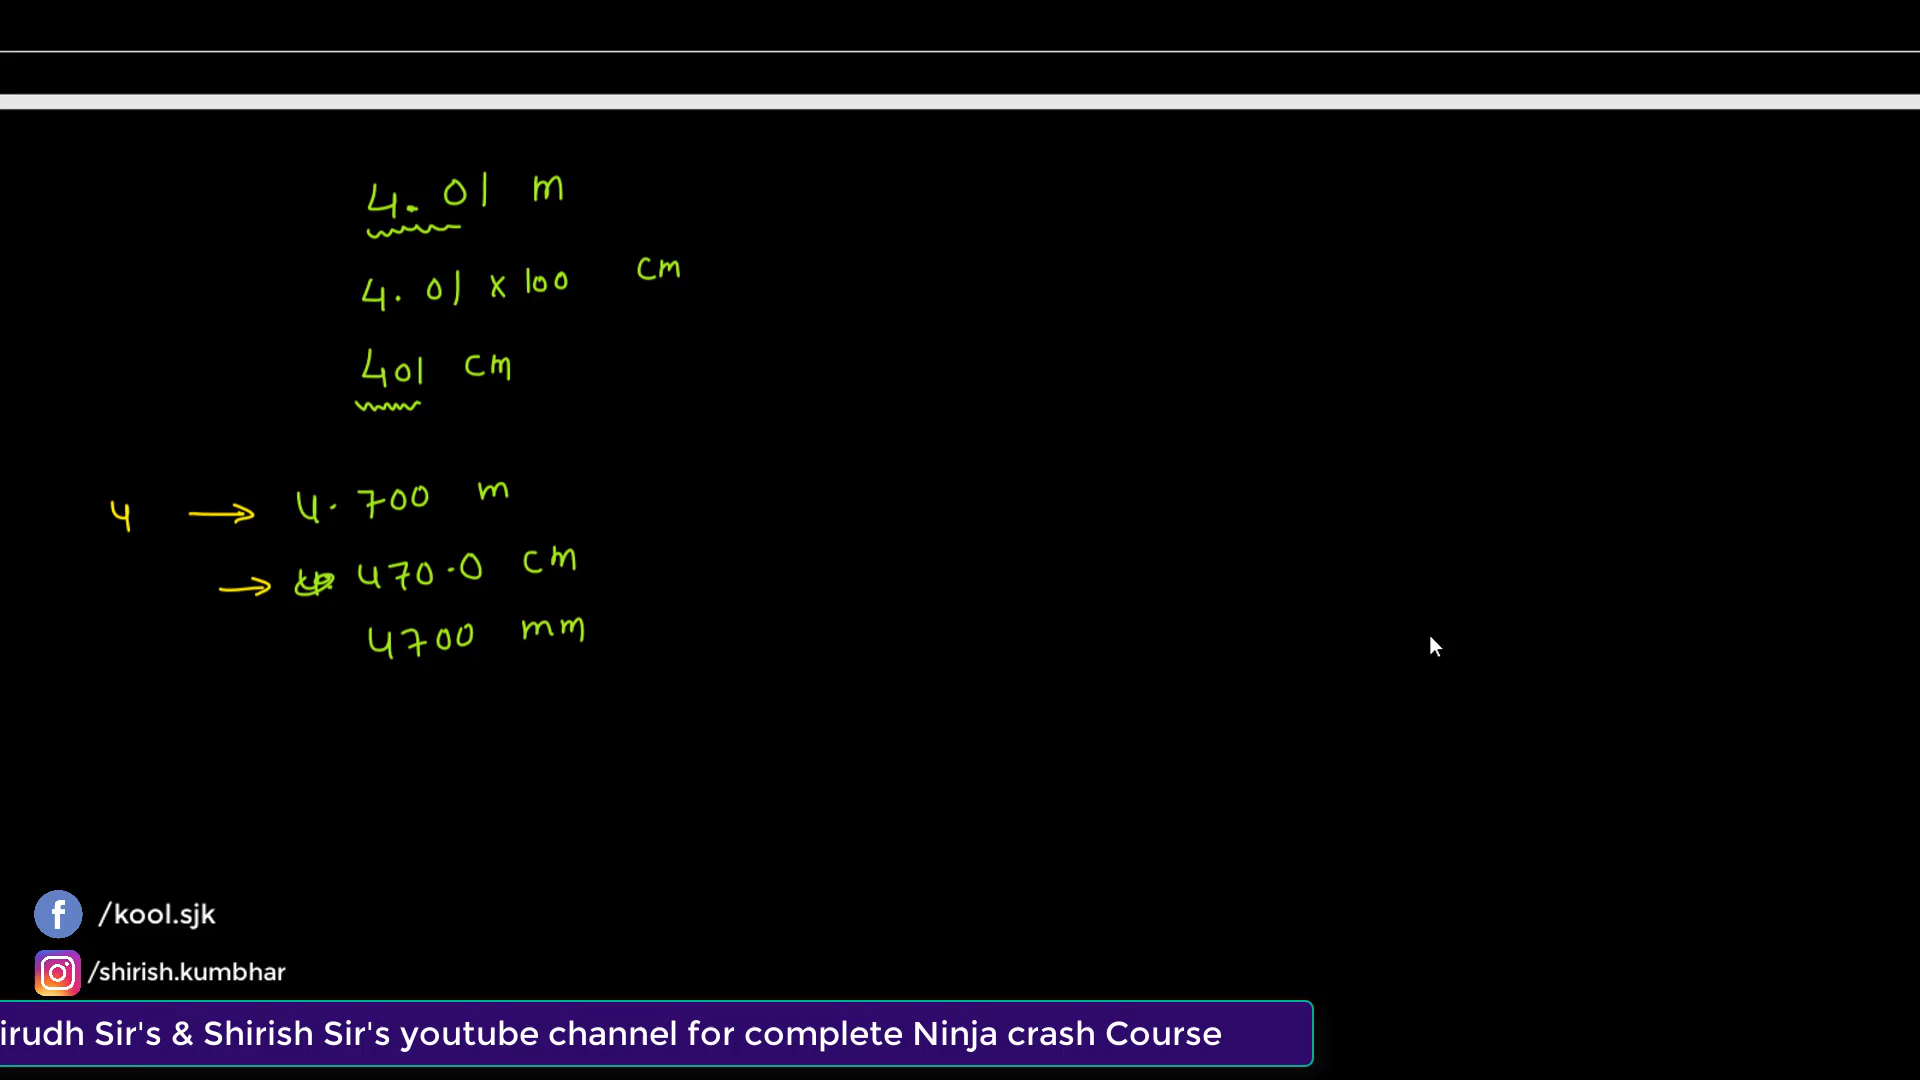 4.01 m
4.01 x 100 cm
401 cm
4 → 4.700 m
→ 470.0 cm
4700 mm
/kool.sjk
/shirish.kumbhar
irudh Sir's & Shirish Sir's youtube channel for complete Ninja crash Course